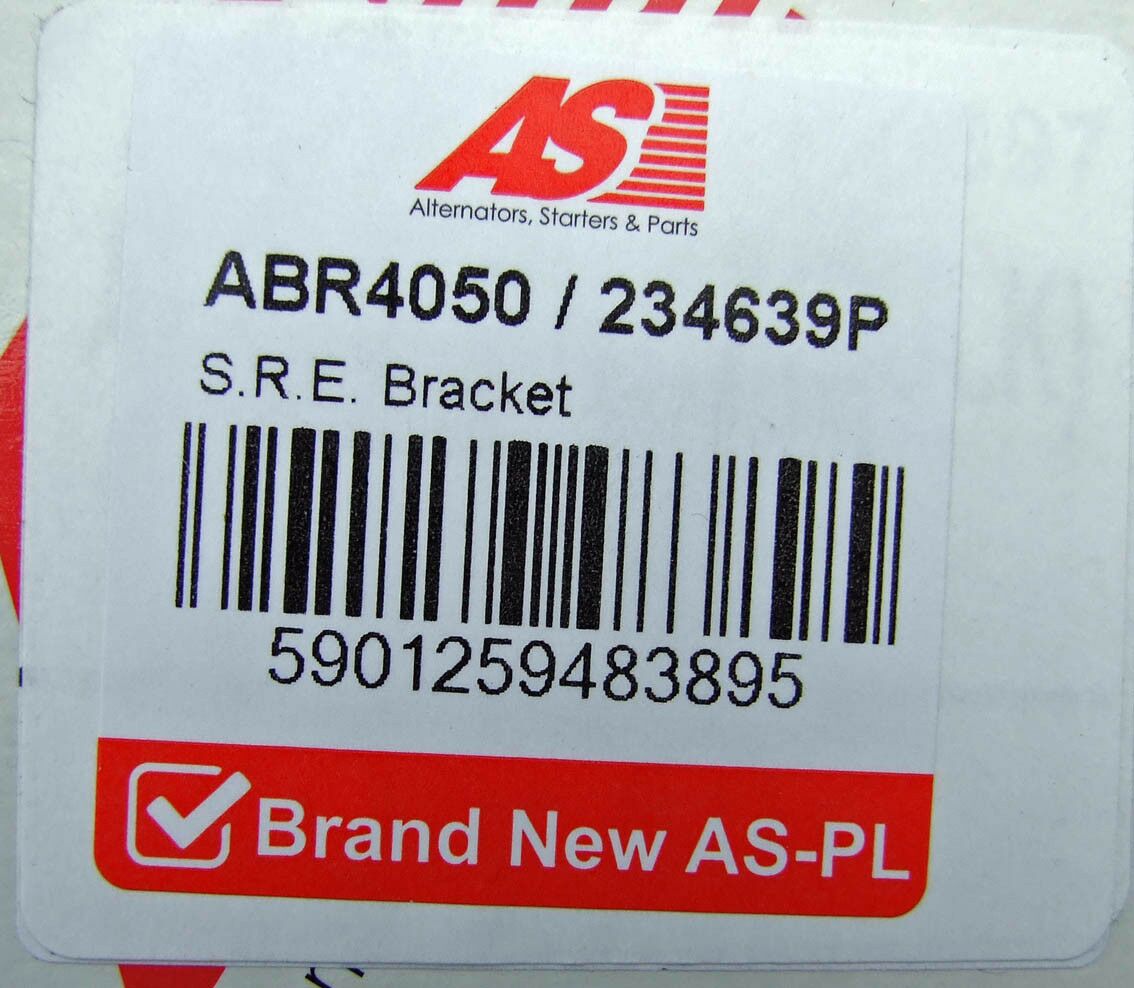 AS
Alternators, Starters & Parts
ABR4050 / 234639P
S.R.E. Bracket
5901259483895
Brand New AS-PL